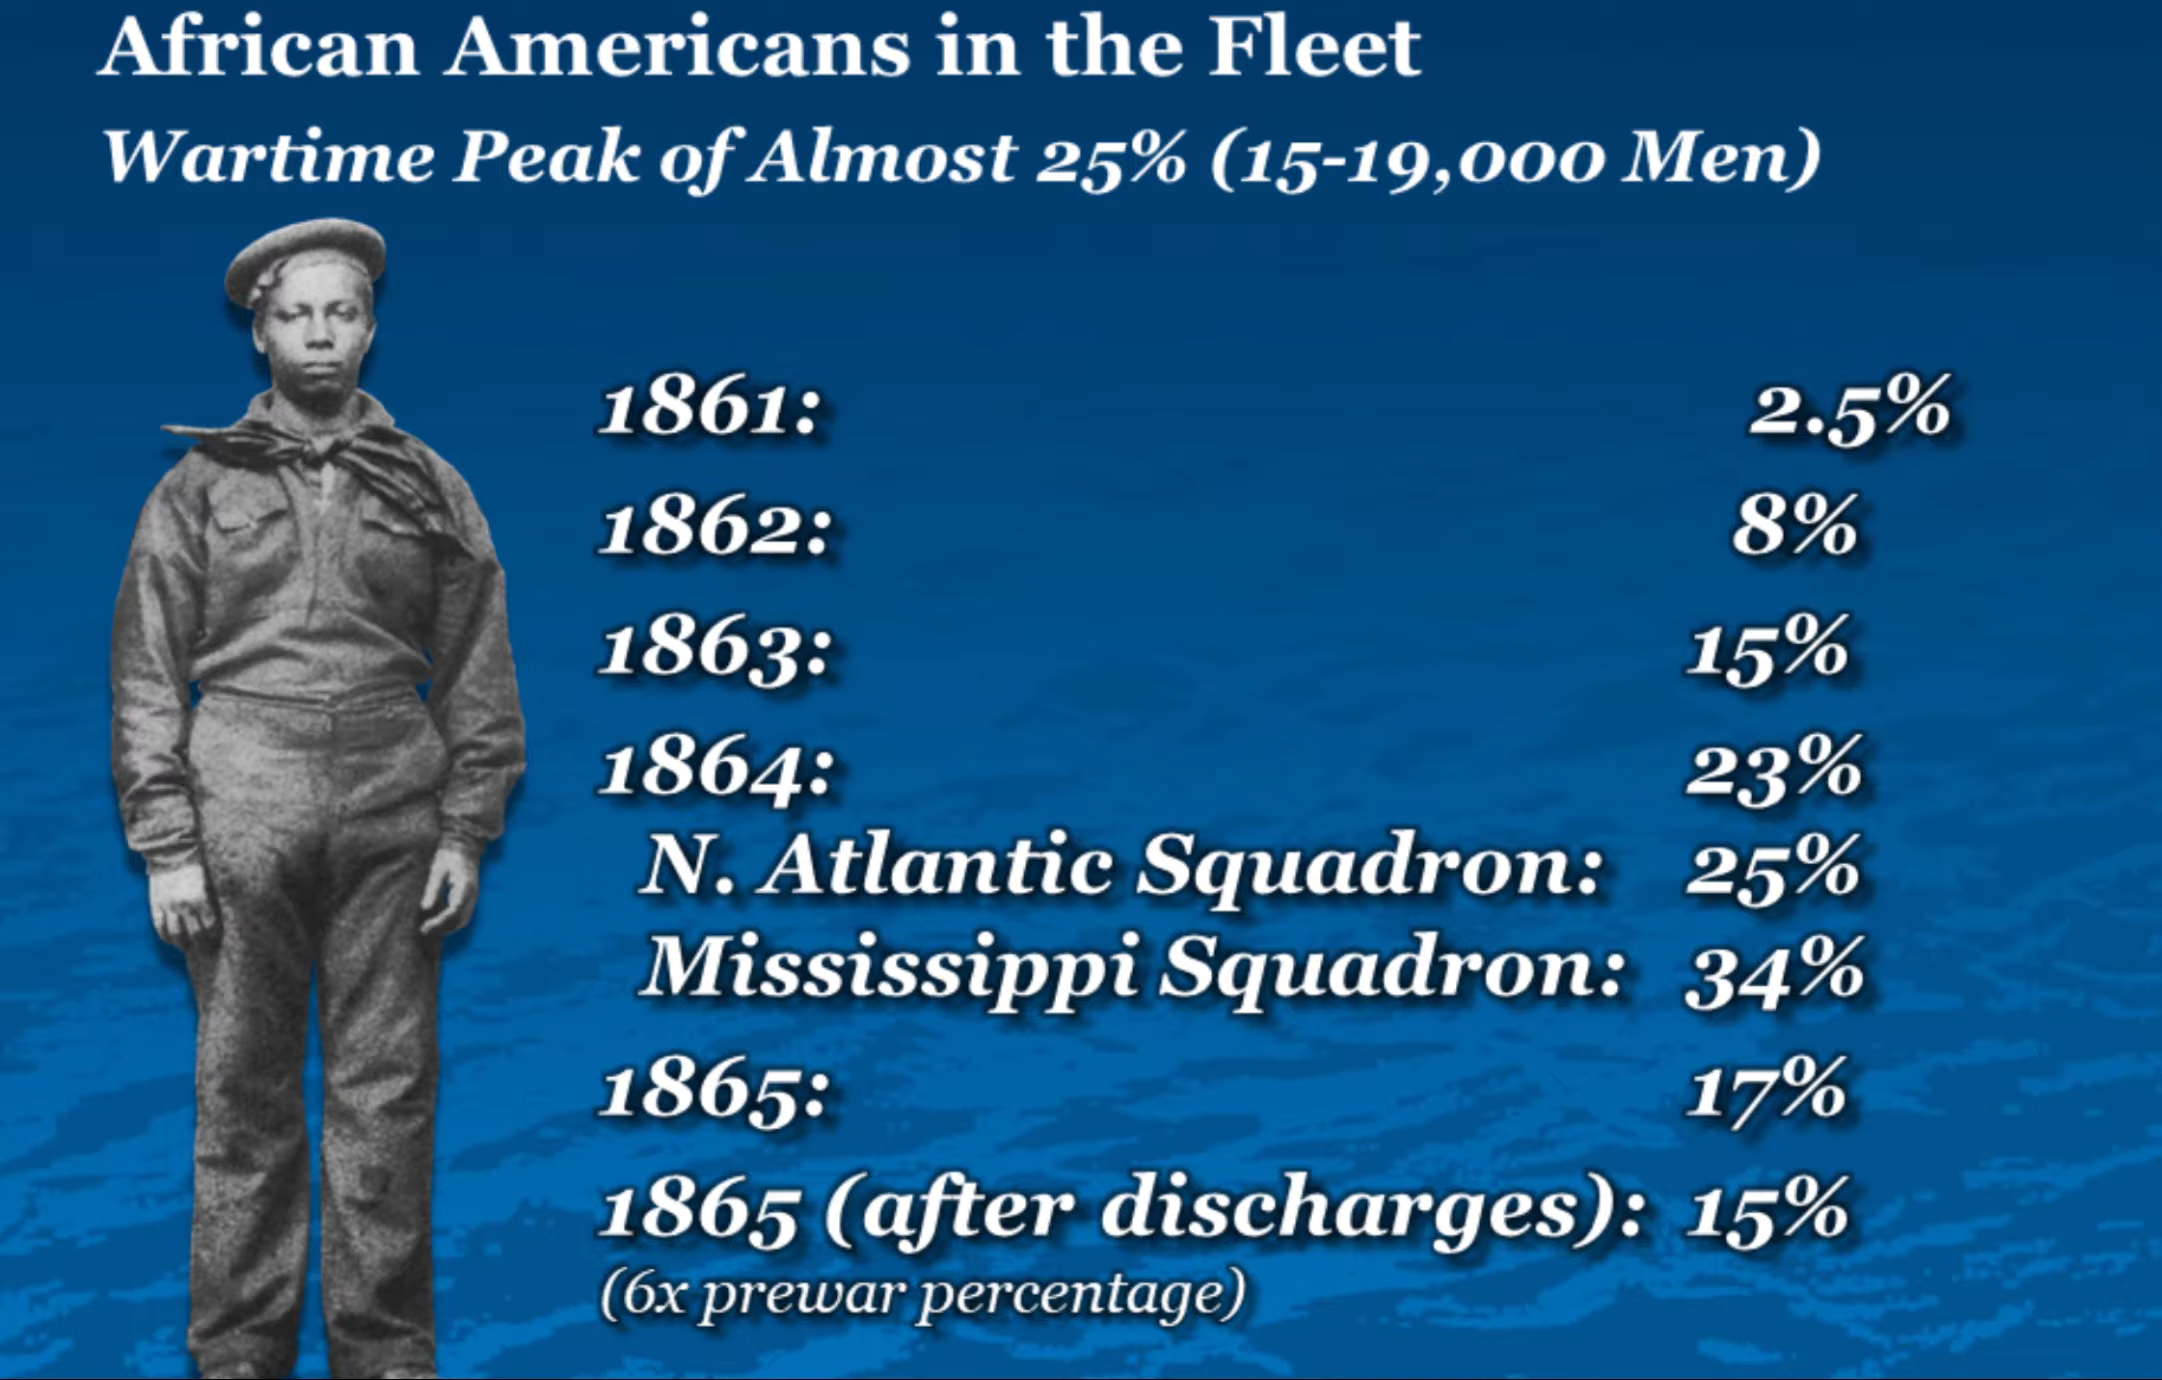 African Americans in the Fleet
Wartime Peak of Almost 25% (15-19,000 Men)
1861: 2.5%
1862: 8%
1863: 15%
1864: 23%
N. Atlantic Squadron: 25%
Mississippi Squadron: 34%
1865: 17%
1865 (after discharges): 15%
(6x prewar percentage)